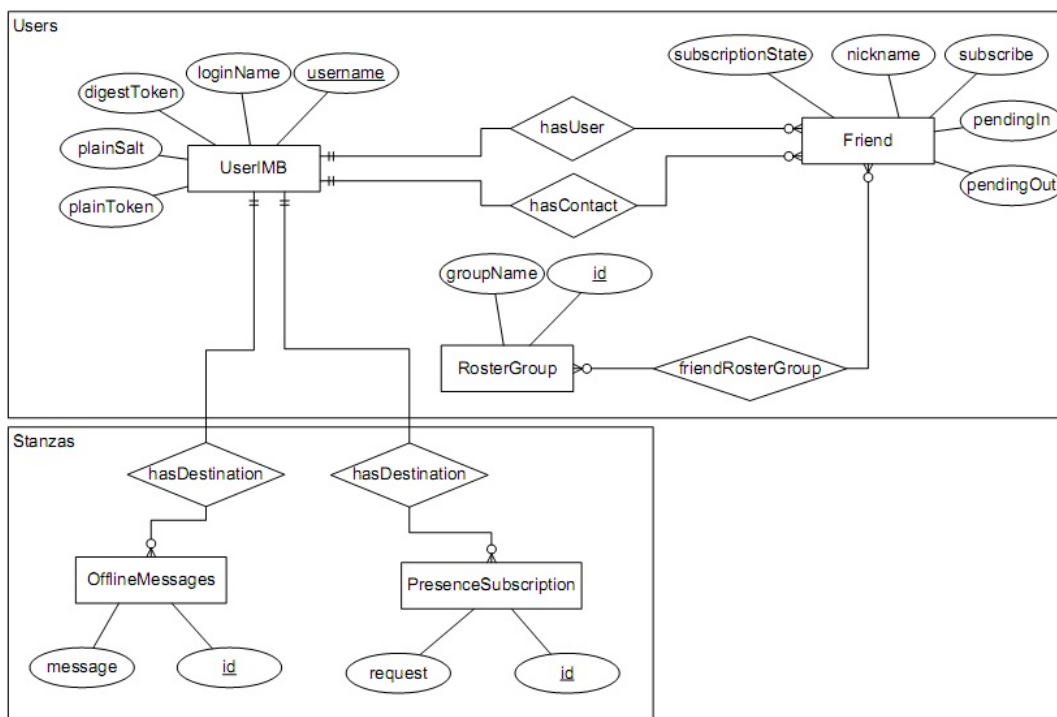 Users
subscriptionState
nickname
subscribe
loginName
username
digestToken
hasUser
pendingIn
Friend
plainSalt
UserIMB
pendingOut
hasContact
plainToken
groupName
id
RosterGroup
friendRosterGroup
Stanzas
hasDestination
hasDestination
OfflineMessages
PresenceSubscription
message
id
request
id